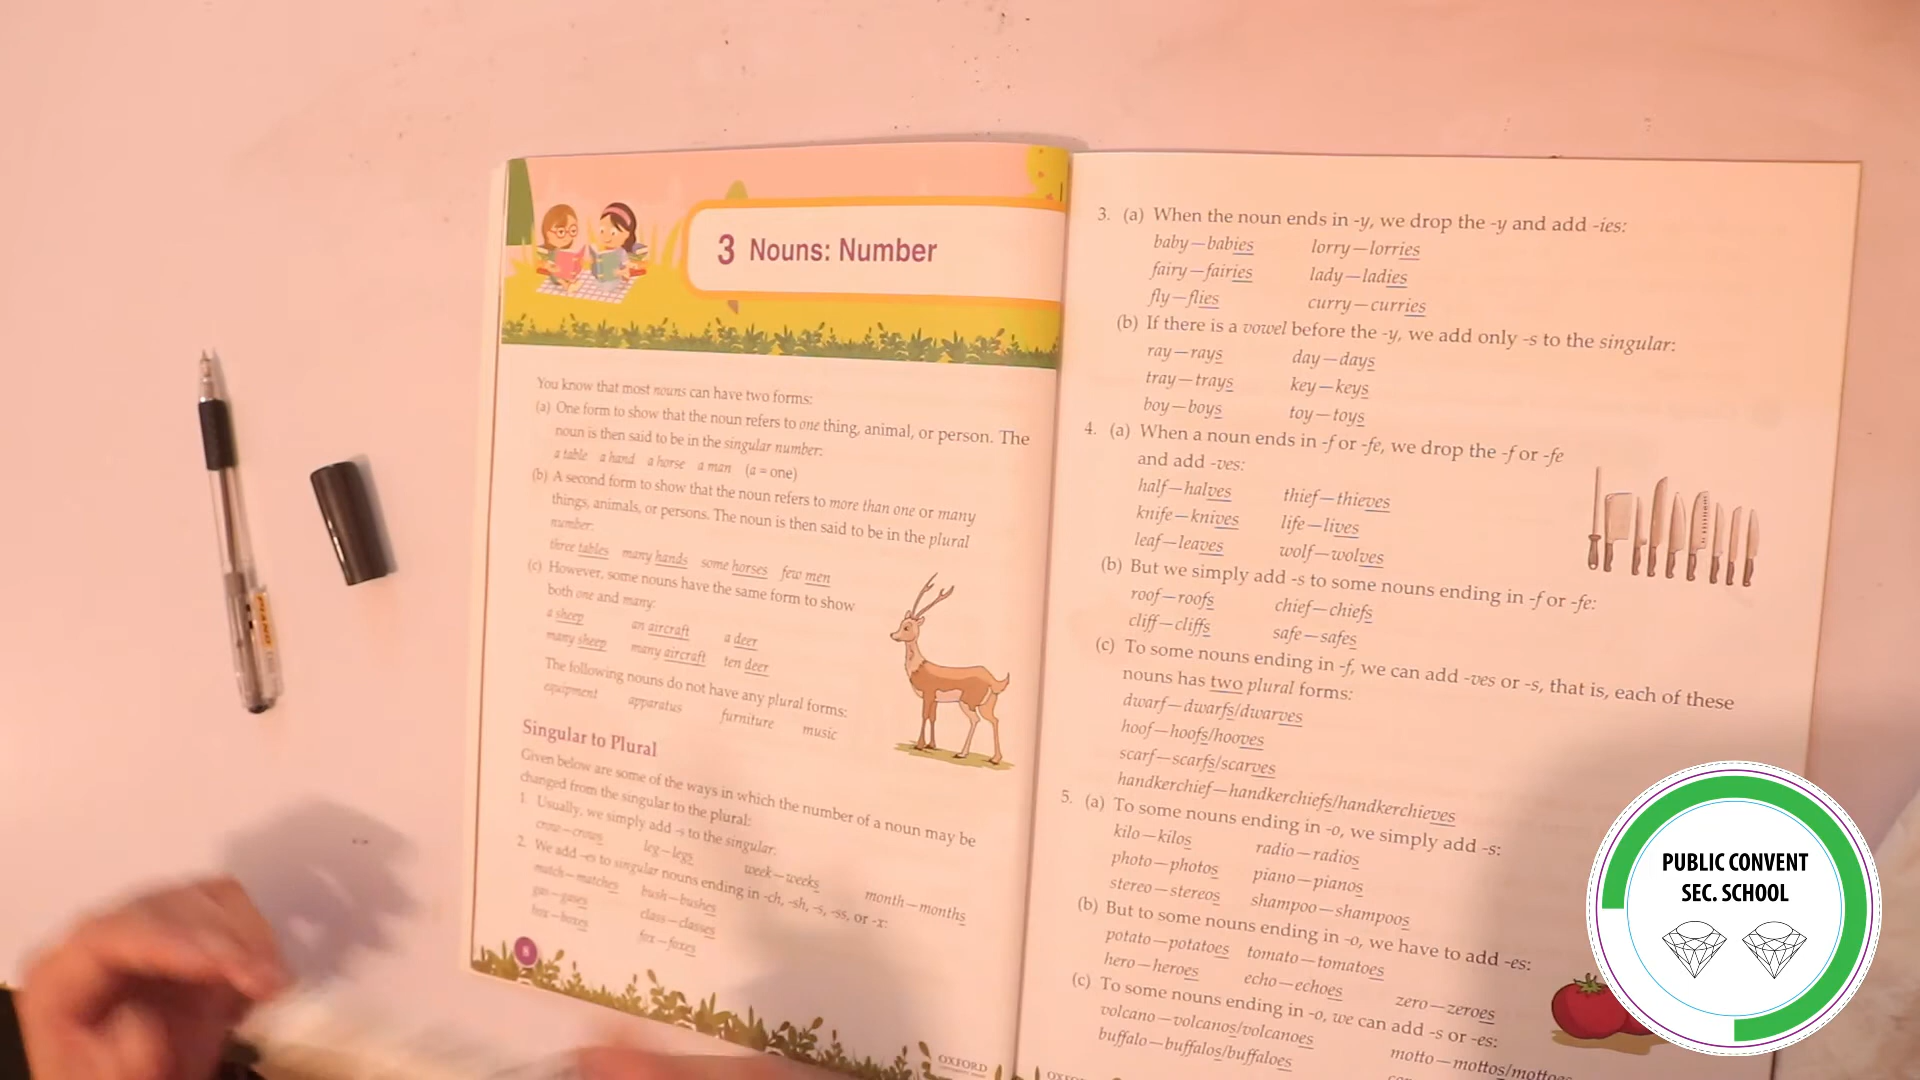 3 Nouns: Number
You know that most nouns can have two forms:
(a) One form to show that the noun refers to one thing, animal, or person. The
noun is then said to be in the singular number:
a table a hand a horse a man (a = one)
(b) A second form to show that the noun refers to more than one or many
things, animals, or persons. The noun is then said to be in the plural
number:
three tables many hands some horses few men
(c) However, some nouns have the same form to show
both one and many:
a sheep an aircraft a deer
many sheep many aircraft ten deer
The following nouns do not have any plural forms:
equipment apparatus furniture music
Singular to Plural
Given below are some of the ways in which the number of a noun may be
changed from the singular to the plural:
1. Usually, we simply add -s to the singular:
crow—crows leg—legs week—weeks month—months
2. We add -es to singular nouns ending in -ch, -sh, -s, -ss, or -x:
match—matches bush—bushes
gas—gases class—classes
box—boxes fox—foxes
8
OXFORD
3. (a) When the noun ends in -y, we drop the -y and add -ies:
baby—babies lorry—lorries
fairy—fairies lady—ladies
fly—flies curry—curries
(b) If there is a vowel before the -y, we add only -s to the singular:
ray—rays day—days
tray—trays key—keys
boy—boys toy—toys
4. (a) When a noun ends in -f or -fe, we drop the -f or -fe
and add -ves:
half—halves thief—thieves
knife—knives life—lives
leaf—leaves wolf—wolves
(b) But we simply add -s to some nouns ending in -f or -fe:
roof—roofs chief—chiefs
cliff—cliffs safe—safes
(c) To some nouns ending in -f, we can add -ves or -s, that is, each of these
nouns has two plural forms:
dwarf—dwarfs/dwarves
hoof—hoofs/hooves
scarf—scarfs/scarves
handkerchief—handkerchiefs/handkerchieves
5. (a) To some nouns ending in -o, we simply add -s:
kilo—kilos radio—radios
photo—photos piano—pianos
stereo—stereos shampoo—shampoos
(b) But to some nouns ending in -o, we have to add -es:
potato—potatoes tomato—tomatoes
hero—heroes echo—echoes zero—zeroes
(c) To some nouns ending in -o, we can add -s or -es:
volcano—volcanos/volcanoes motto—mottos/
buffalo—buffalos/buffaloes
PUBLIC CONVENT
SEC. SCHOOL